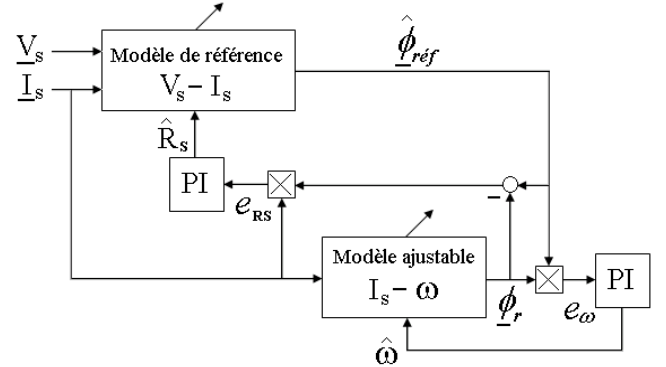 V̲s
I̲s
Modèle de référence
Vs – Is
ϕ̲̂réf
R̂s
PI
eRS
-
Modèle ajustable
Is – ω
ϕ̲r
eω
PI
ω̂